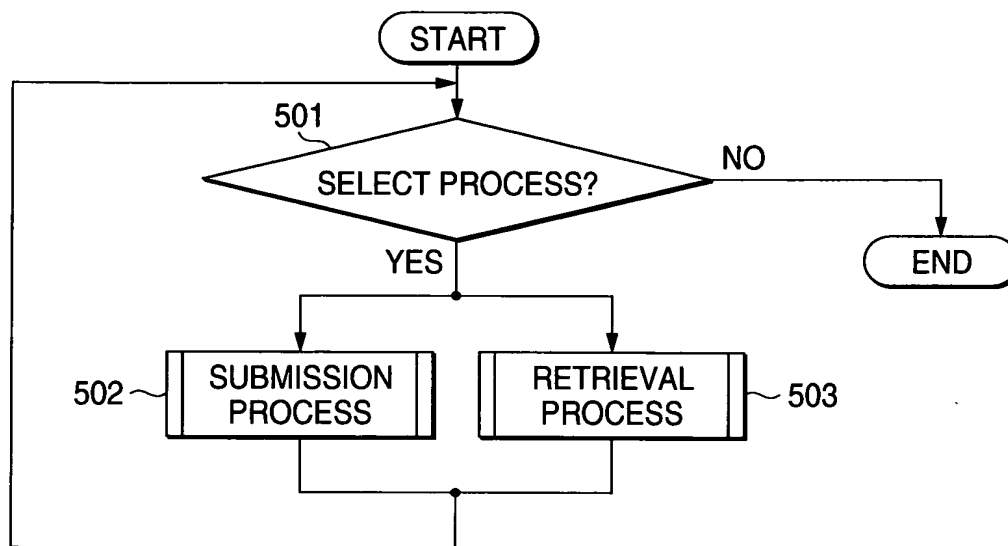 START
501
SELECT PROCESS?
NO
YES
END
502
SUBMISSION
PROCESS
RETRIEVAL
PROCESS
503